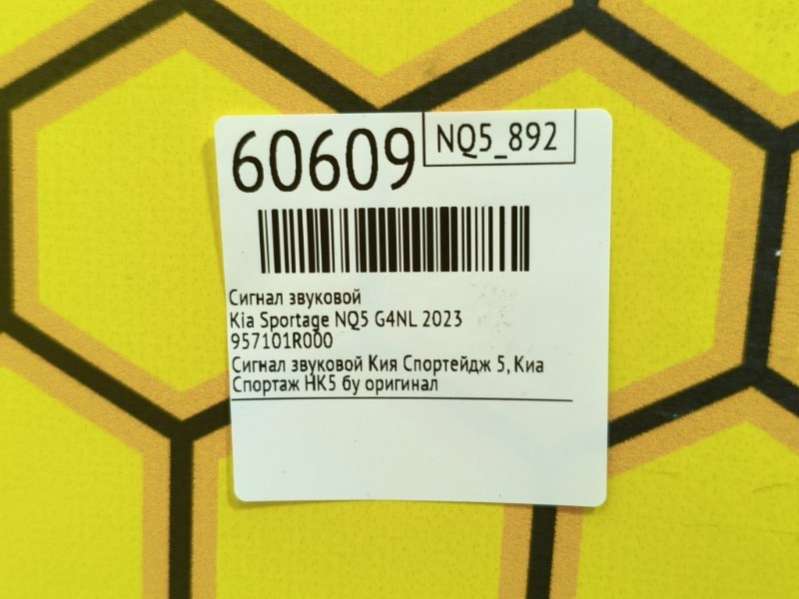 60609
NQ5_892
Сигнал звуковой
Kia Sportage NQ5 G4NL 2023
957101R000
Сигнал звуковой Кия Спортейдж 5, Киа
Спортаж НК5 бу оригинал